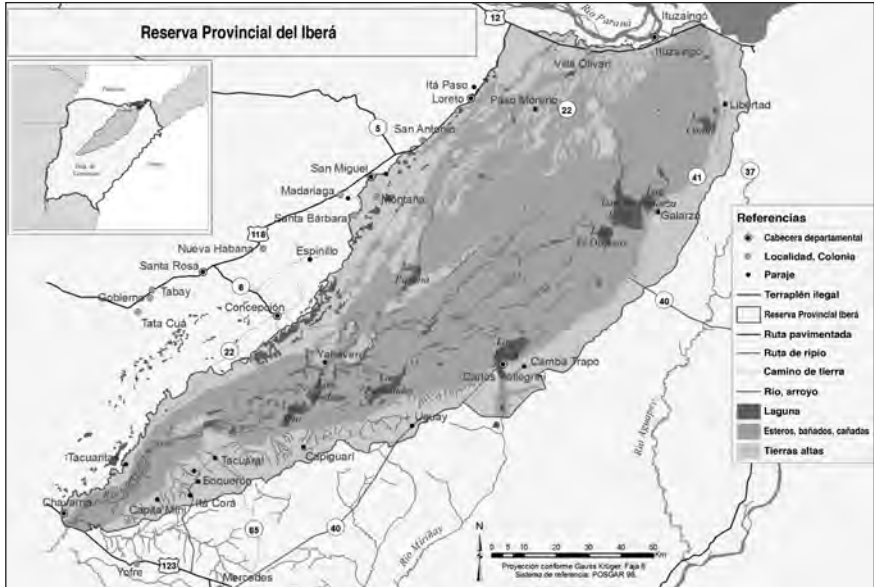 Reserva Provincial del Iberá
12
Río Paraná
Ituzaingó
Ituzaingó
Villa Olivari
Itá Paso
Loreto
Paso Moreno
22
Libertad
5
San Antonio
San Miguel
41
37
Madariaga
Montaña
Santa Bárbara
Galarza
118
Nueva Habana
Espinillo
Santa Rosa
6
Tabay
Gobierno
Concepción
Tata Cuá
40
22
Yahaveré
Camba Trapo
Carlos Pellegrini
Río Aguapey
Uguay
Tacuaral
Capiguarí
Boquerón
Chavarría
Capita Miní
Itá Corá
65
40
Río Miriñay
123
Yofre
Mercedes
Referencias
Cabecera departamental
Localidad, Colonia
Paraje
Terraplén ilegal
Reserva Provincial Iberá
Ruta pavimentada
Ruta de ripio
Camino de tierra
Río, arroyo
Laguna
Esteros, bañados, cañadas
Tierras altas
N
S
0 5 10 20 30 40 50
Km
Proyección conforme Gauss Krüger, Faja 6
Sistema de referencia: POSGAR 98.